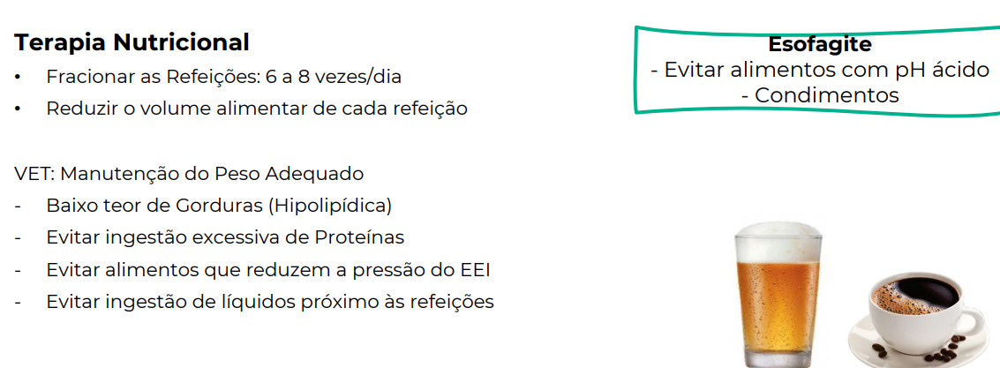 Terapia Nutricional
• Fracionar as Refeições: 6 a 8 vezes/dia
• Reduzir o volume alimentar de cada refeição
VET: Manutenção do Peso Adequado
- Baixo teor de Gorduras (Hipolipídica)
- Evitar ingestão excessiva de Proteínas
- Evitar alimentos que reduzem a pressão do EEI
- Evitar ingestão de líquidos próximo às refeições
Esofagite
- Evitar alimentos com pH ácido
- Condimentos